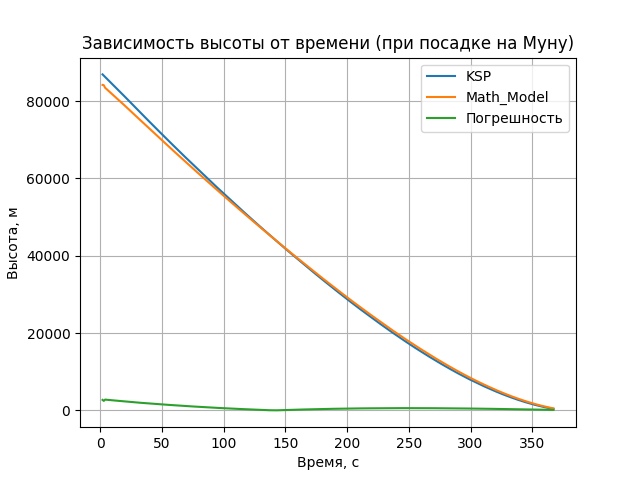 Зависимость высоты от времени (при посадке на Муну)
KSP
Math_Model
Погрешность
80000
60000
40000
20000
0
Высота, м
0 50 100 150 200 250 300 350
Время, с